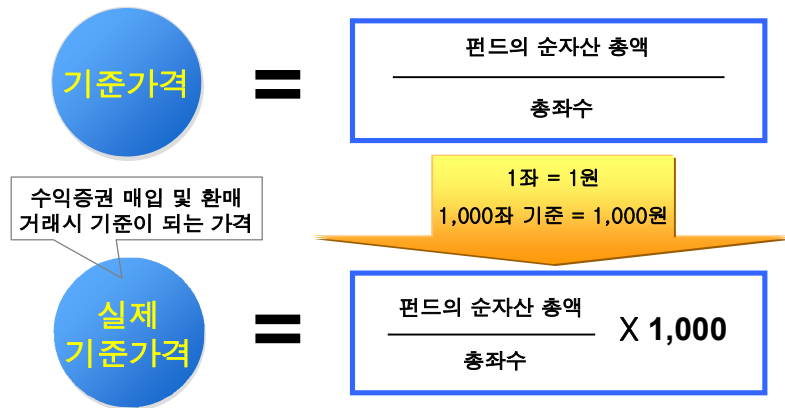 기준가격
=
펀드의 순자산 총액
총좌수
1좌 = 1원
1,000좌 기준 = 1,000원
수익증권 매입 및 환매
거래시 기준이 되는 가격
실제
기준가격
=
펀드의 순자산 총액
총좌수
X 1,000